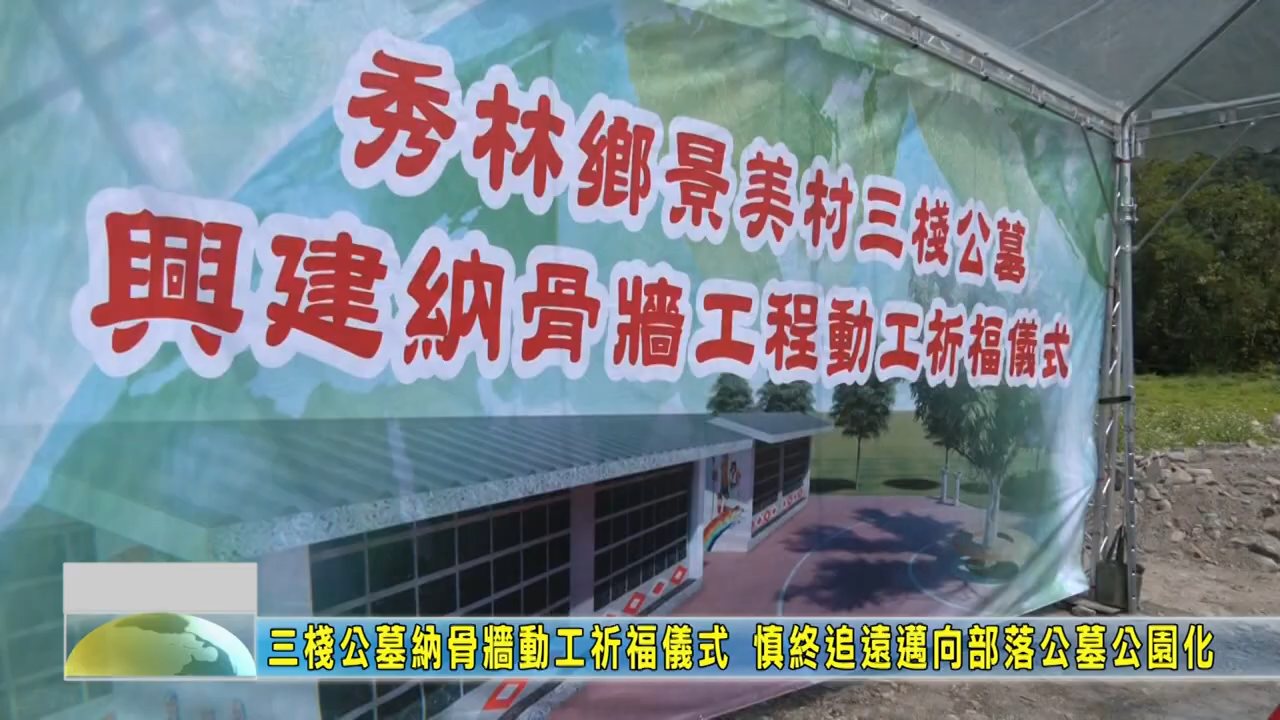 秀林鄉景美村三棧公墓
興建納骨牆工程動工祈福儀式
三棧公墓納骨牆動工祈福儀式 慎終追遠邁向部落公墓公園化